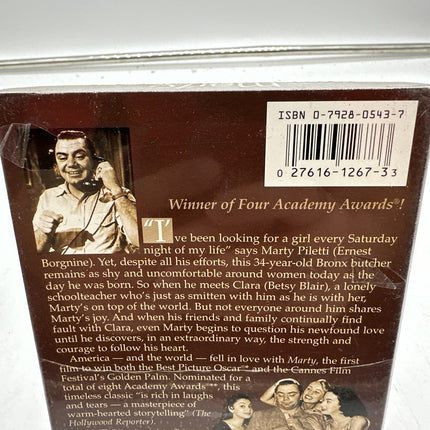 ISBN 0-7928-0543-7
0 27616-1267-3 3
Winner of Four Academy Awards®!
"I've been looking for a girl every Saturday
night of my life" says Marty Piletti (Ernest
Borgnine). Yet, despite all his efforts, this 34-year-old Bronx butcher
remains as shy and uncomfortable around women today as the
day he was born. So when he meets Clara (Betsy Blair), a lonely
schoolteacher who's just as smitten with him as he is with her,
Marty's on top of the world. But not everyone around him shares
Marty's joy. And when his friends and family continually find
fault with Clara, even Marty begins to question his newfound love
until he discovers, in an extraordinary way, the strength and
courage to follow his heart.
America — and the world — fell in love with Marty, the first
film to win both the Best Picture Oscar® and the Cannes Film
Festival's Golden Palm. Nominated for a
total of eight Academy Awards®*, this
timeless classic "is rich in laughs
and tears — a masterpiece of
warm-hearted storytelling" (The
Hollywood Reporter).